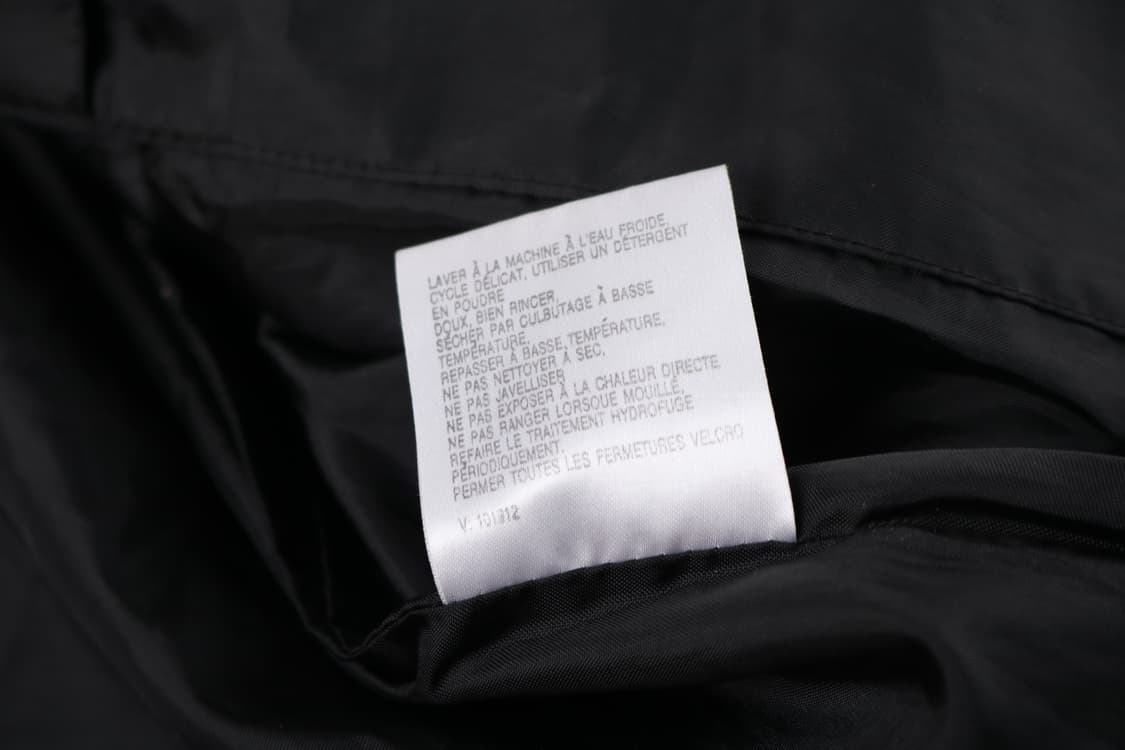 LAVER À LA MACHINE À L'EAU FROIDE,
CYCLE DÉLICAT, UTILISER UN DÉTERGENT
EN POUDRE
DOUX, BIEN RINCER,
SÉCHER PAR CULBUTAGE À BASSE
TEMPÉRATURE,
REPASSER À BASSE TEMPÉRATURE,
NE PAS NETTOYER À SEC,
NE PAS JAVELLISER
NE PAS EXPOSER À LA CHALEUR DIRECTE
NE PAS RANGER LORSQUE MOUILLÉ,
REFAIRE LE TRAITEMENT HYDROFUGE
PÉRIODIQUEMENT,
PERMER TOUTES LES FERMETURES VELCRO
V. 101312